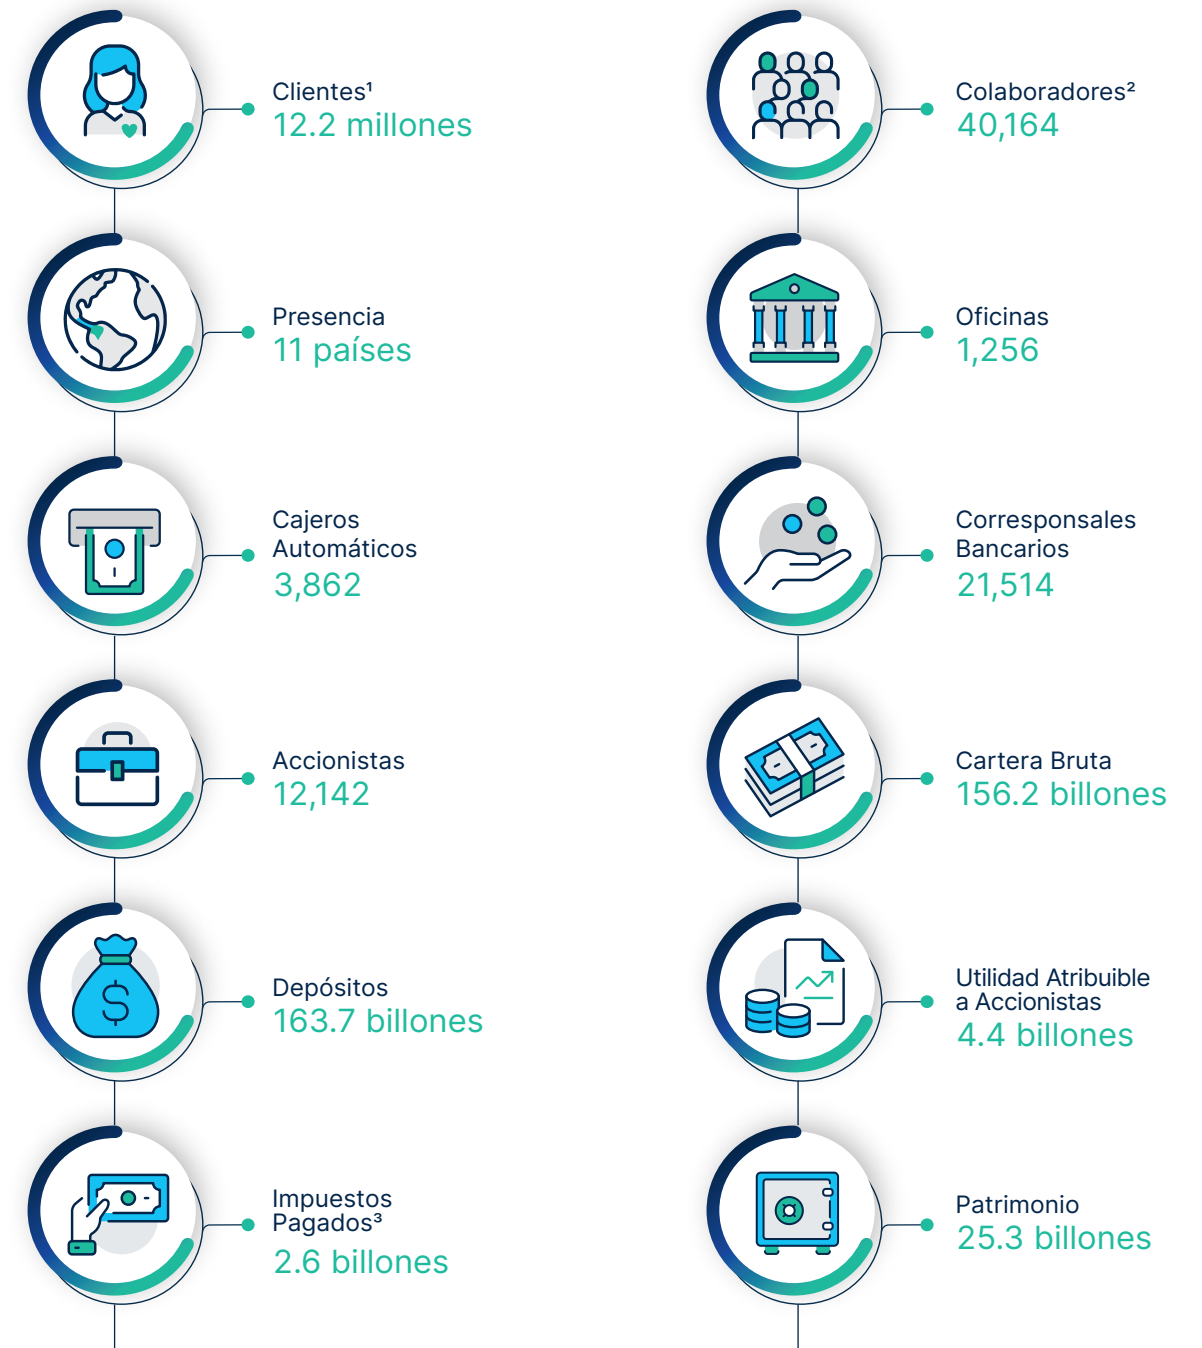 Clientes¹
12.2 millones
Colaboradores²
40,164
Presencia
11 países
Oficinas
1,256
Cajeros
Automáticos
3,862
Corresponsales
Bancarios
21,514
Accionistas
12,142
Cartera Bruta
156.2 billones
Depósitos
163.7 billones
Utilidad Atribuible
a Accionistas
4.4 billones
Impuestos
Pagados³
2.6 billones
Patrimonio
25.3 billones